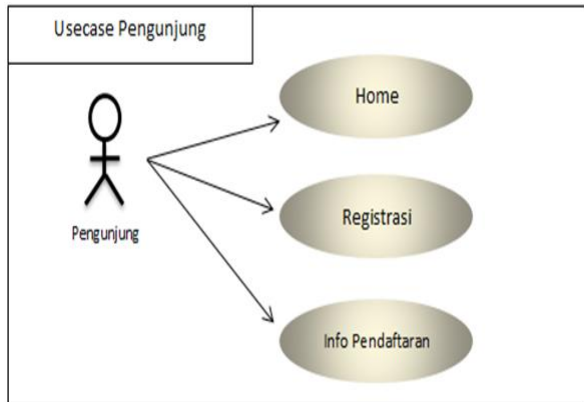 Usecase Pengunjung
Home
Registrasi
Pengunjung
Info Pendaftaran